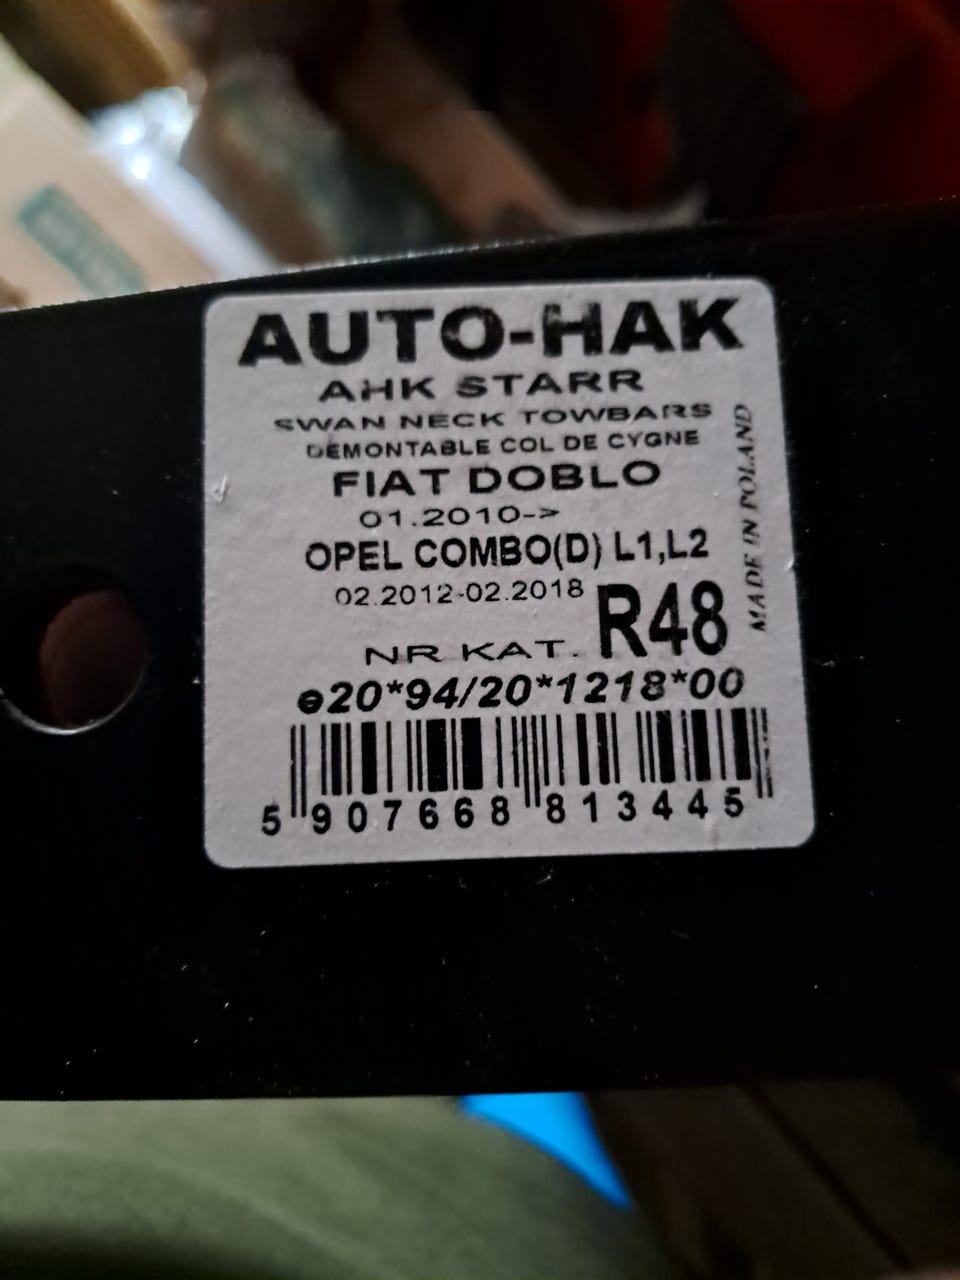 AUTO-HAK
AHK STARR
SWAN NECK TOWBARS
DEMONTABLE COL DE CYGNE
FIAT DOBLO
01.2010->
OPEL COMBO(D) L1,L2
02.2012-02.2018
NR KAT. R48
e20*94/20*1218*00
5 907668 813445
MADE IN POLAND